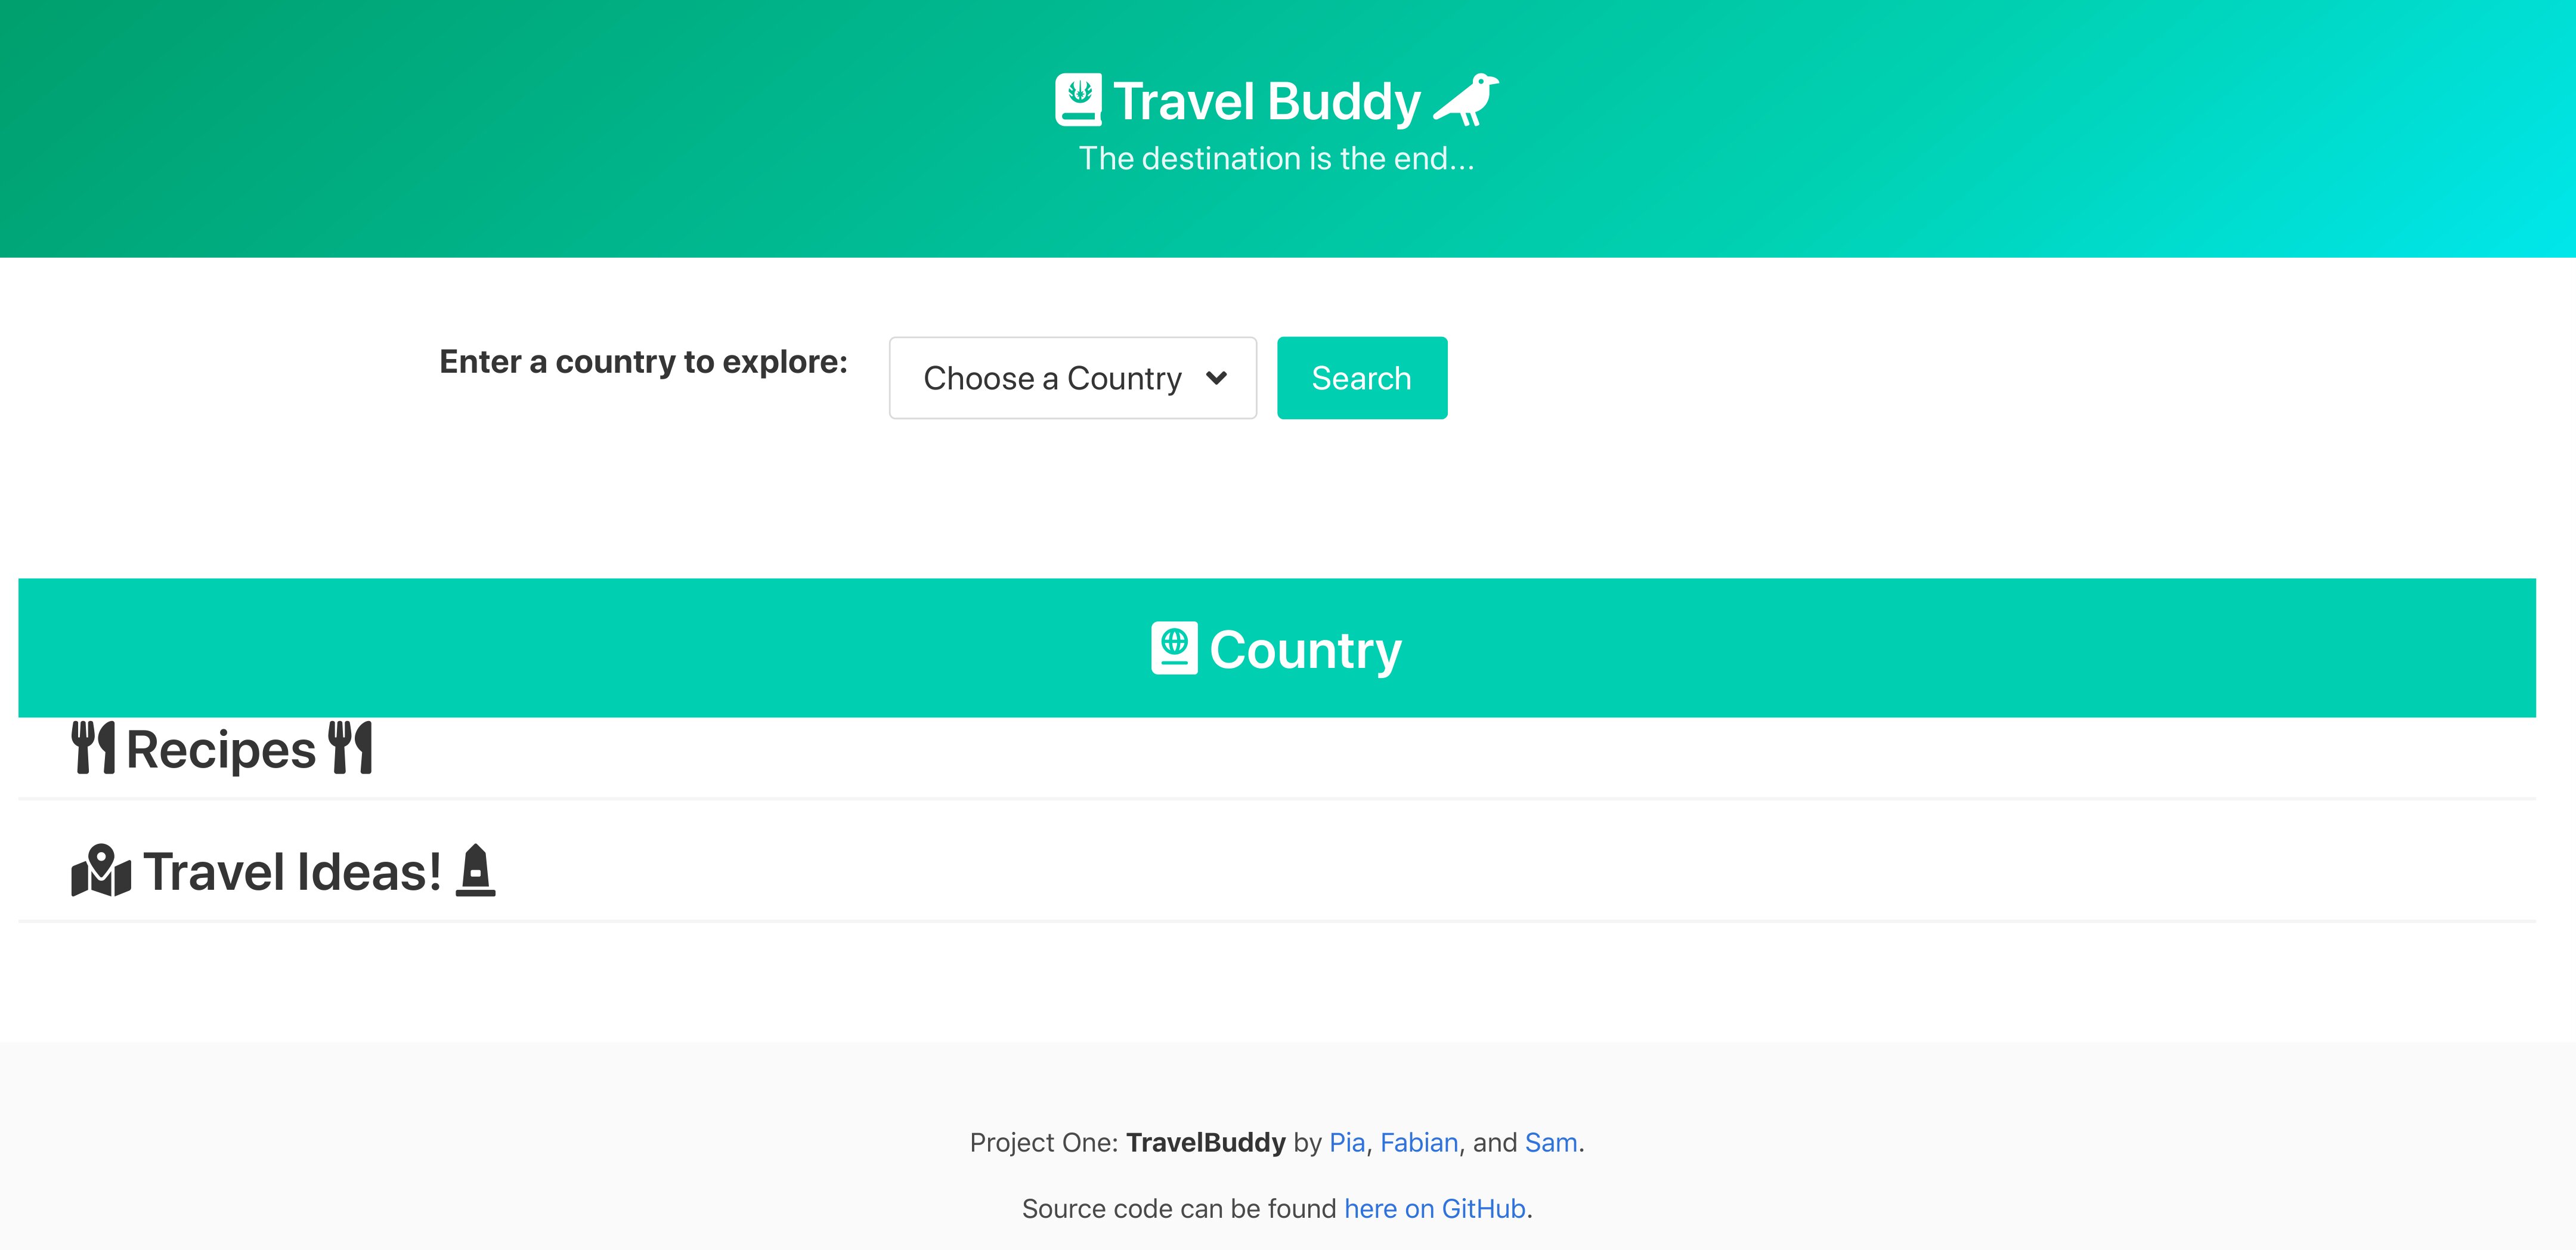 Travel Buddy
The destination is the end...
Enter a country to explore:
Choose a Country
Search
Country
Recipes
Travel Ideas!
Project One: TravelBuddy by Pia, Fabian, and Sam.
Source code can be found here on GitHub.